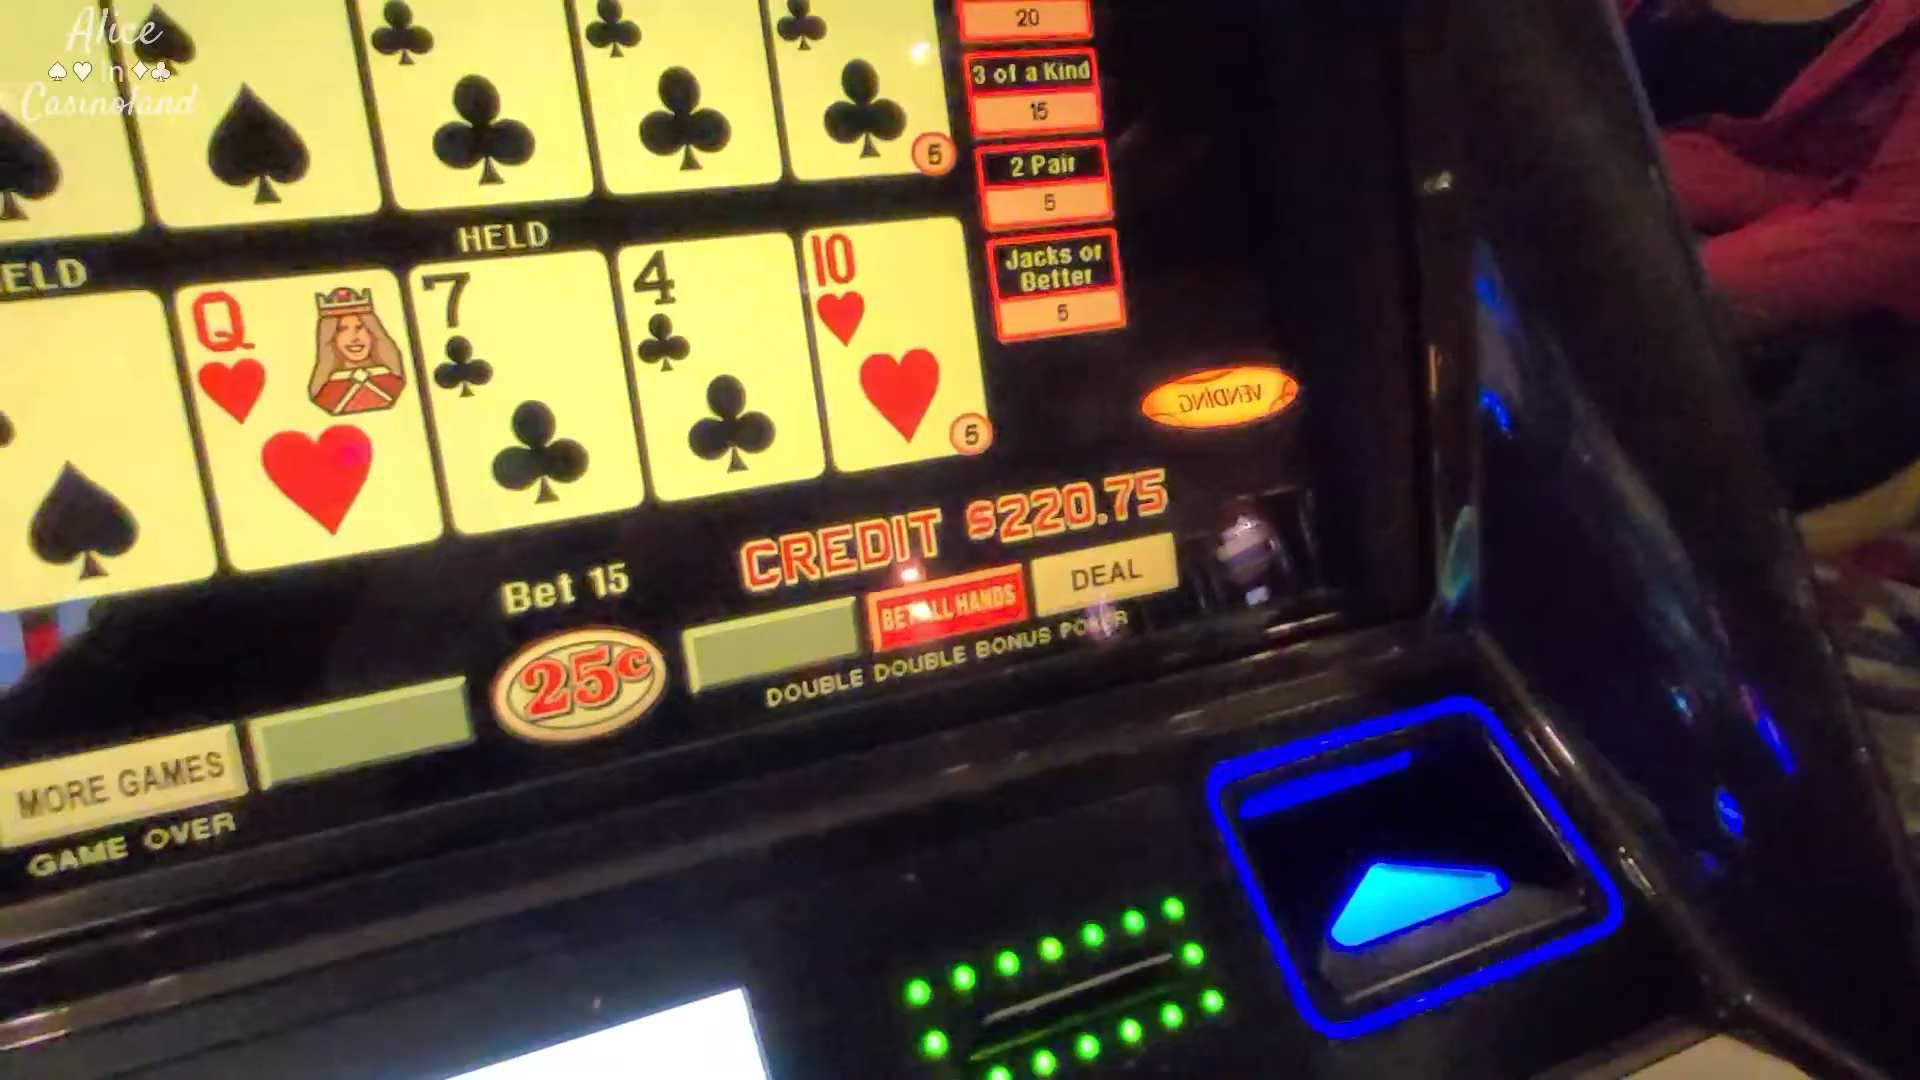 Alice
in
Casinoland
20
3 of a Kind
15
5
2 Pair
5
HELD
ELD
Jacks or
Better
5
Q
7
4
10
5
VENDING
CREDIT $220.75
Bet 15
BET ALL HANDS
DEAL
25¢
DOUBLE DOUBLE BONUS POKER
MORE GAMES
GAME OVER